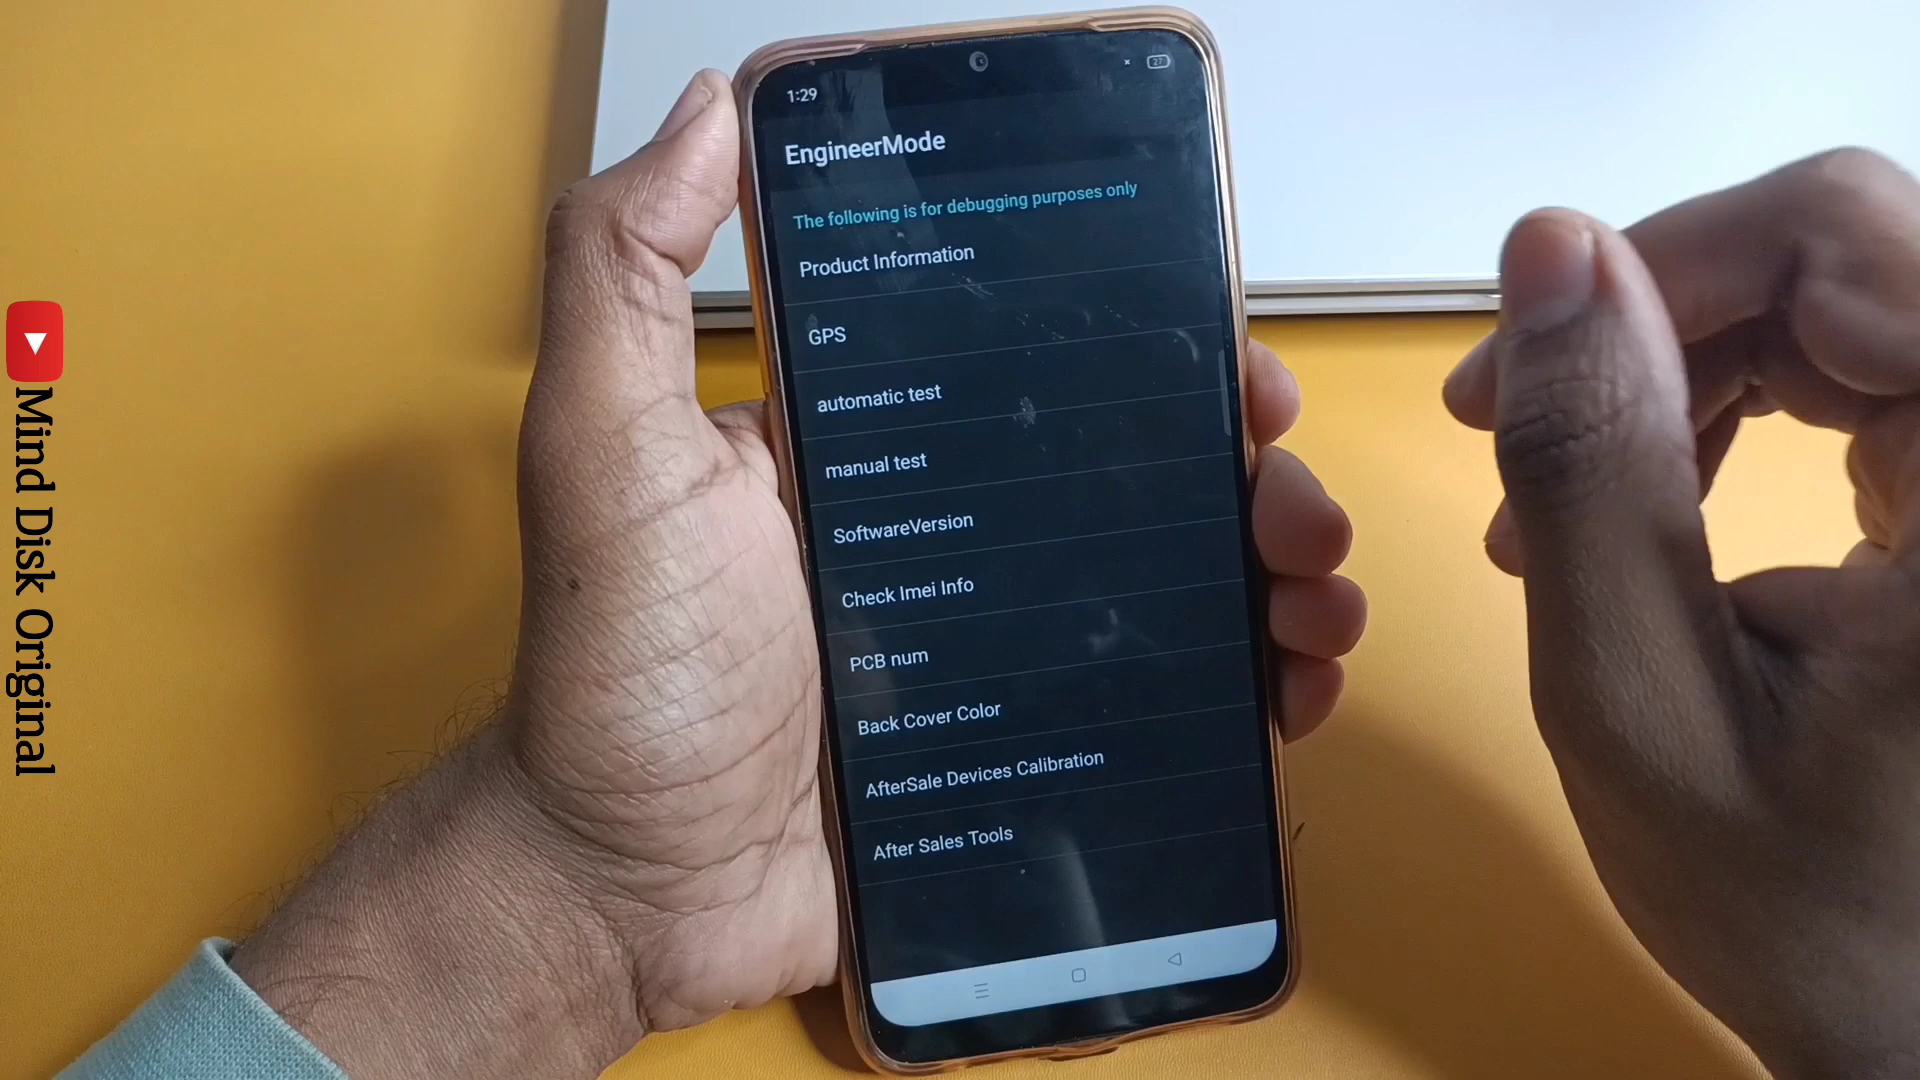 1:29
27
EngineerMode
The following is for debugging purposes only
Product Information
GPS
automatic test
manual test
SoftwareVersion
Check Imei Info
PCB num
Back Cover Color
AfterSale Devices Calibration
After Sales Tools
Mind Disk Original